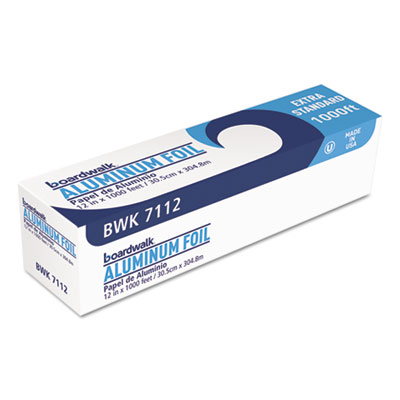 EXTRA
STANDARD
1000ft
U
MADE
IN
USA
boardwalk
ALUMINUM FOIL
Papel de Aluminio
12 in x 1000 feet / 30.5cm x 304.8m
BWK 7112
boardwalk
ALUMINUM FOIL
Papel de Aluminio
12 in x 1000 feet / 30.5cm x 304.8m
BWK 7112